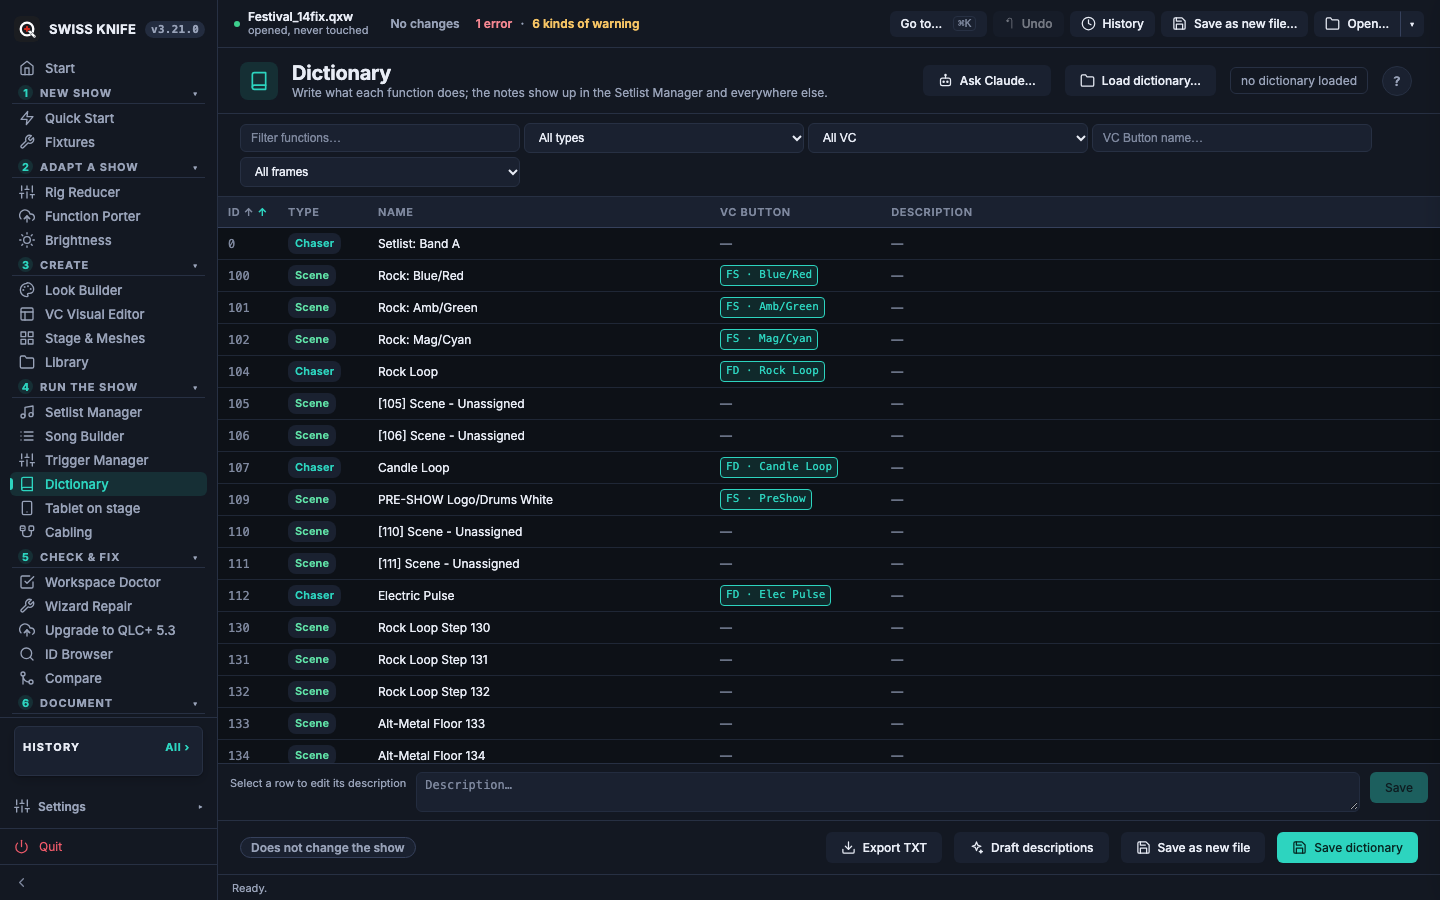 SWISS KNIFE v3.21.0
Start
1 NEW SHOW
Quick Start
Fixtures
2 ADAPT A SHOW
Rig Reducer
Function Porter
Brightness
3 CREATE
Look Builder
VC Visual Editor
Stage & Meshes
Library
4 RUN THE SHOW
Setlist Manager
Song Builder
Trigger Manager
Dictionary
Tablet on stage
Cabling
5 CHECK & FIX
Workspace Doctor
Wizard Repair
Upgrade to QLC+ 5.3
ID Browser
Compare
6 DOCUMENT
HISTORY All ›
Settings
Quit
Festival_14fix.qxw
opened, never touched
No changes 1 error · 6 kinds of warning
Go to... ⌘K Undo History Save as new file... Open...
Dictionary
Write what each function does; the notes show up in the Setlist Manager and everywhere else.
Ask Claude... Load dictionary... no dictionary loaded ?
Filter functions... All types All VC VC Button name...
All frames
ID ↑ ↑ TYPE NAME VC BUTTON DESCRIPTION
0 Chaser Setlist: Band A — —
100 Scene Rock: Blue/Red FS · Blue/Red —
101 Scene Rock: Amb/Green FS · Amb/Green —
102 Scene Rock: Mag/Cyan FS · Mag/Cyan —
104 Chaser Rock Loop FD · Rock Loop —
105 Scene [105] Scene - Unassigned — —
106 Scene [106] Scene - Unassigned — —
107 Chaser Candle Loop FD · Candle Loop —
109 Scene PRE-SHOW Logo/Drums White FS · PreShow —
110 Scene [110] Scene - Unassigned — —
111 Scene [111] Scene - Unassigned — —
112 Chaser Electric Pulse FD · Elec Pulse —
130 Scene Rock Loop Step 130 — —
131 Scene Rock Loop Step 131 — —
132 Scene Rock Loop Step 132 — —
133 Scene Alt-Metal Floor 133 — —
134 Scene Alt-Metal Floor 134 — —
Select a row to edit its description Description... Save
Does not change the show Export TXT Draft descriptions Save as new file Save dictionary
Ready.